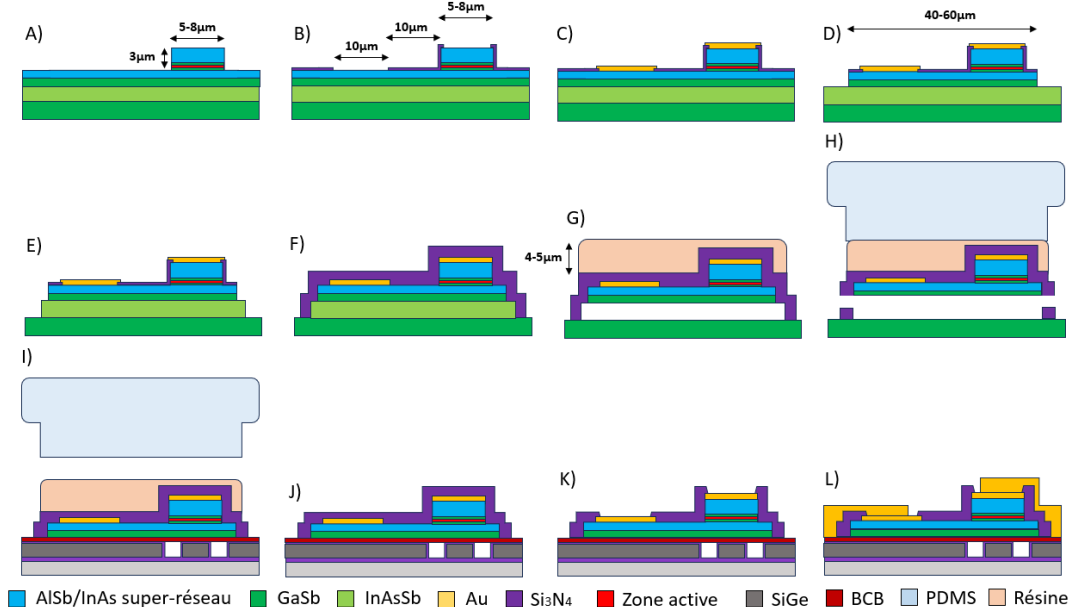 A)
5-8µm
3µm
B)
10µm
10µm
5-8µm
C)
D)
40-60µm
E)
F)
G)
4-5µm
H)
I)
J)
K)
L)
AlSb/InAs super-réseau
GaSb
InAsSb
Au
Si₃N₄
Zone active
SiGe
BCB
PDMS
Résine